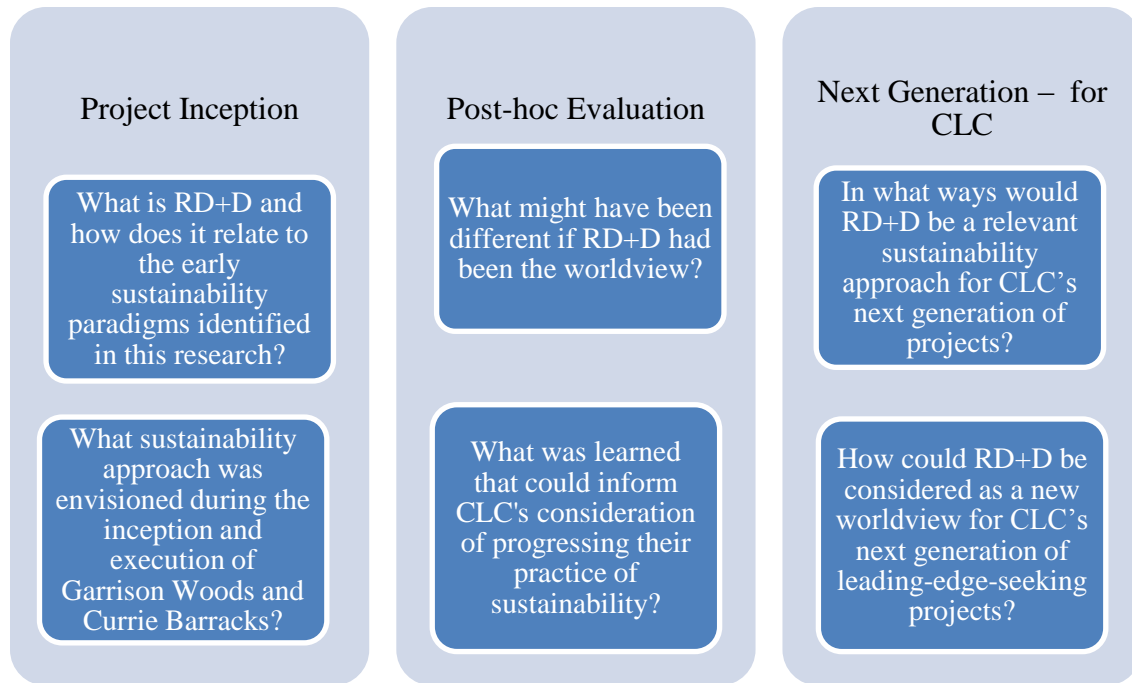 Project Inception
What is RD+D and
how does it relate to
the early
sustainability
paradigms identified
in this research?
What sustainability
approach was
envisioned during the
inception and
execution of
Garrison Woods and
Currie Barracks?
Post-hoc Evaluation
What might have been
different if RD+D had
been the worldview?
What was learned
that could inform
CLC's consideration
of progressing their
practice of
sustainability?
Next Generation – for
CLC
In what ways would
RD+D be a relevant
sustainability
approach for CLC’s
next generation of
projects?
How could RD+D be
considered as a new
worldview for CLC’s
next generation of
leading-edge-seeking
projects?